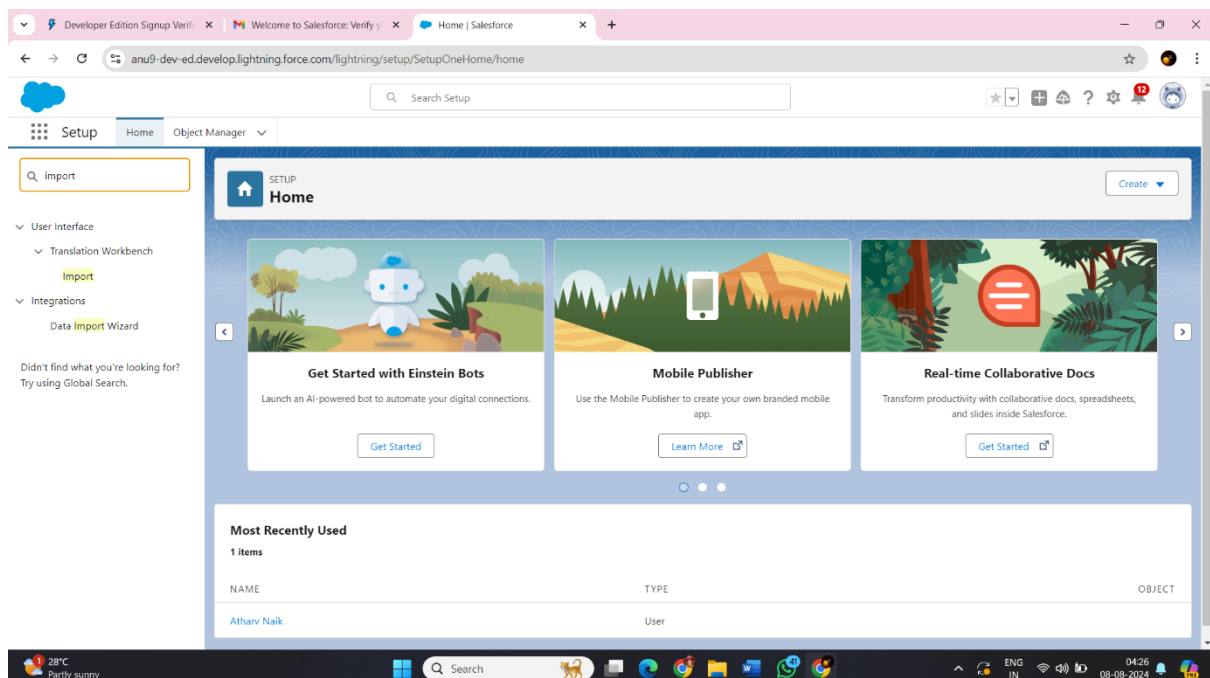 Developer Edition Signup Verifi
Welcome to Salesforce: Verify y
Home | Salesforce
anu9-dev-ed.develop.lightning.force.com/lightning/setup/SetupOneHome/home
Search Setup
12
Setup
Home
Object Manager
import
User Interface
Translation Workbench
Import
Integrations
Data Import Wizard
Didn't find what you're looking for?
Try using Global Search.
SETUP
Home
Create
Get Started with Einstein Bots
Launch an AI-powered bot to automate your digital connections.
Get Started
Mobile Publisher
Use the Mobile Publisher to create your own branded mobile
app.
Learn More
Real-time Collaborative Docs
Transform productivity with collaborative docs, spreadsheets,
and slides inside Salesforce.
Get Started
Most Recently Used
1 items
NAME TYPE OBJECT
Atharv Naik User
1
28°C
Partly sunny
Search
41
ENG
IN
04:26
08-08-2024